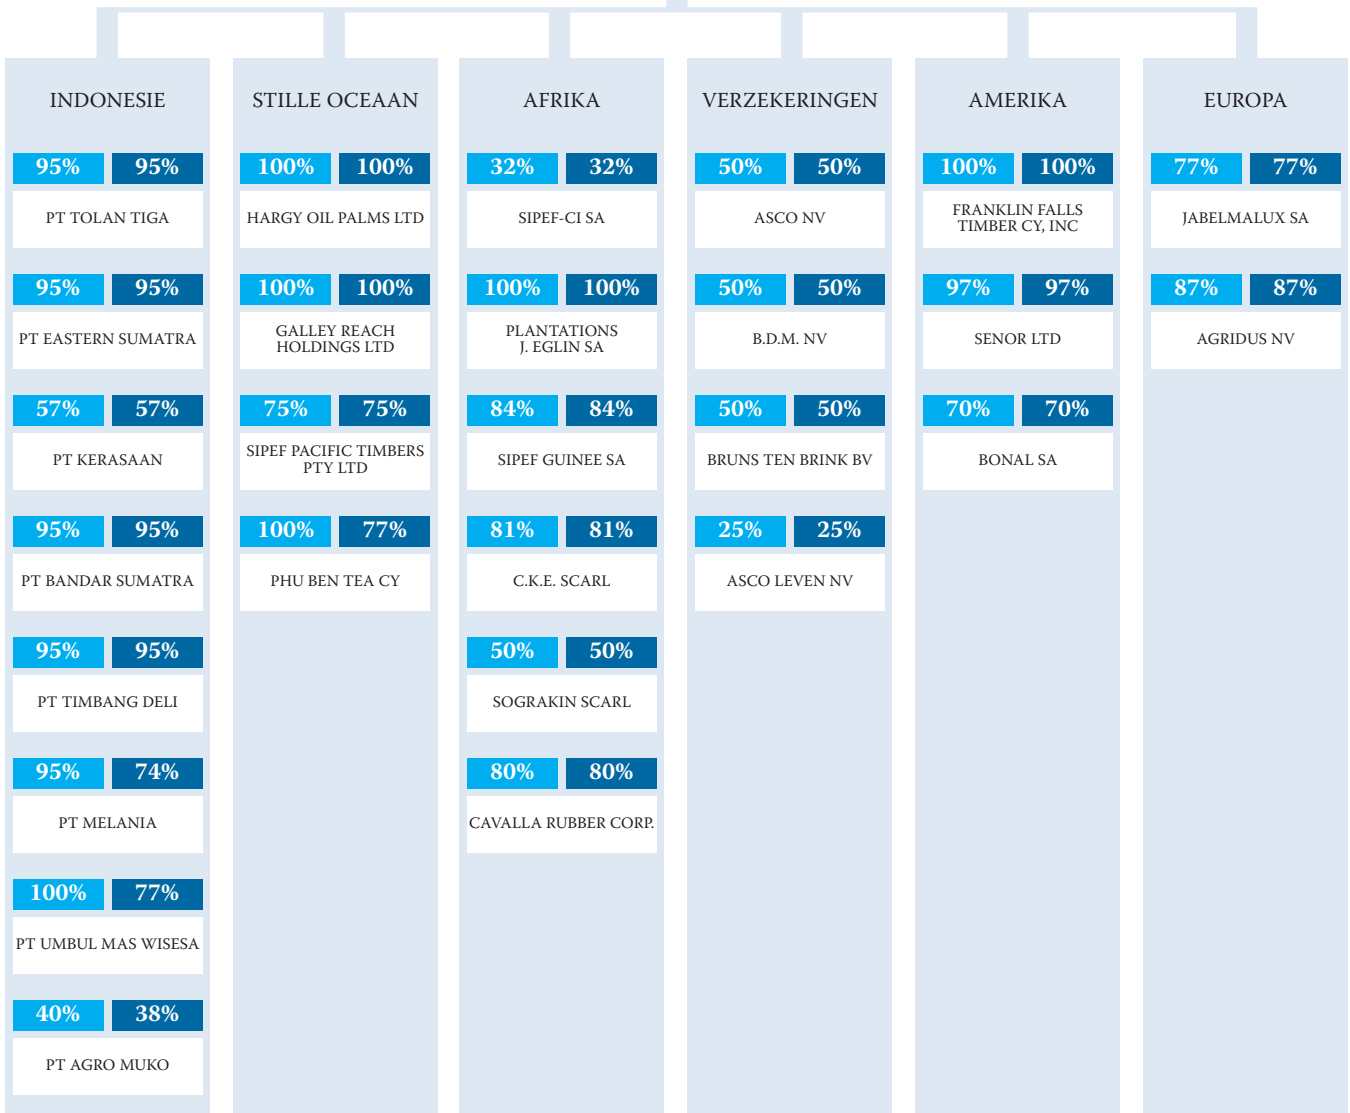 INDONESIE
95% 95%
PT TOLAN TIGA
95% 95%
PT EASTERN SUMATRA
57% 57%
PT KERASAAN
95% 95%
PT BANDAR SUMATRA
95% 95%
PT TIMBANG DELI
95% 74%
PT MELANIA
100% 77%
PT UMBUL MAS WISESA
40% 38%
PT AGRO MUKO
STILLE OCEAAN
100% 100%
HARGY OIL PALMS LTD
100% 100%
GALLEY REACH
HOLDINGS LTD
75% 75%
SIPEF PACIFIC TIMBERS
PTY LTD
100% 77%
PHU BEN TEA CY
AFRIKA
32% 32%
SIPEF-CI SA
100% 100%
PLANTATIONS
J. EGLIN SA
84% 84%
SIPEF GUINEE SA
81% 81%
C.K.E. SCARL
50% 50%
SOGRAKIN SCARL
80% 80%
CAVALLA RUBBER CORP.
VERZEKERINGEN
50% 50%
ASCO NV
50% 50%
B.D.M. NV
50% 50%
BRUNS TEN BRINK BV
25% 25%
ASCO LEVEN NV
AMERIKA
100% 100%
FRANKLIN FALLS
TIMBER CY, INC
97% 97%
SENOR LTD
70% 70%
BONAL SA
EUROPA
77% 77%
JABELMALUX SA
87% 87%
AGRIDUS NV